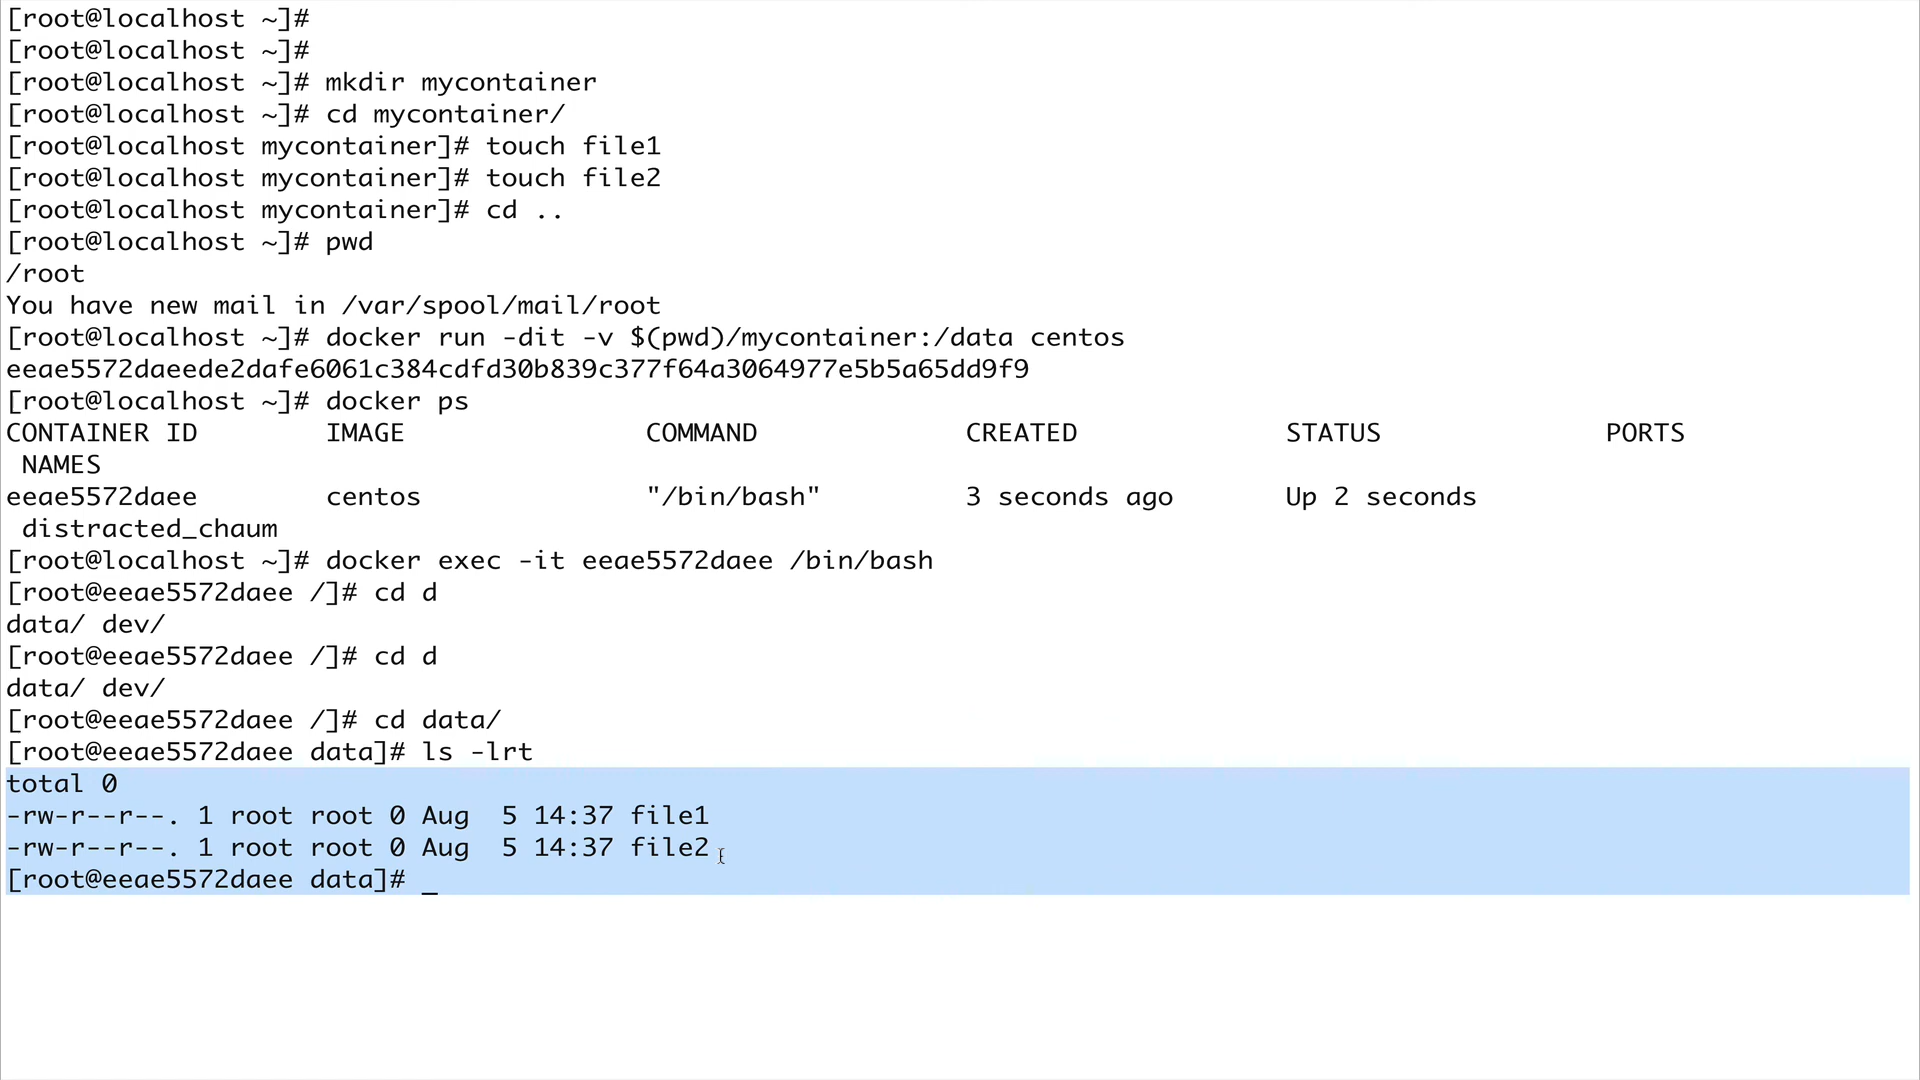 [root@localhost ~]#
[root@localhost ~]#
[root@localhost ~]# mkdir mycontainer
[root@localhost ~]# cd mycontainer/
[root@localhost mycontainer]# touch file1
[root@localhost mycontainer]# touch file2
[root@localhost mycontainer]# cd ..
[root@localhost ~]# pwd
/root
You have new mail in /var/spool/mail/root
[root@localhost ~]# docker run -dit -v $(pwd)/mycontainer:/data centos
eeae5572daeede2dafe6061c384cdfd30b839c377f64a3064977e5b5a65dd9f9
[root@localhost ~]# docker ps
CONTAINER ID        IMAGE               COMMAND             CREATED             STATUS              PORTS
 NAMES
eeae5572daee        centos              "/bin/bash"         3 seconds ago       Up 2 seconds
 distracted_chaum
[root@localhost ~]# docker exec -it eeae5572daee /bin/bash
[root@eeae5572daee /]# cd d
data/ dev/
[root@eeae5572daee /]# cd d
data/ dev/
[root@eeae5572daee /]# cd data/
[root@eeae5572daee data]# ls -lrt
total 0
-rw-r--r--. 1 root root 0 Aug  5 14:37 file1
-rw-r--r--. 1 root root 0 Aug  5 14:37 file2
[root@eeae5572daee data]# _